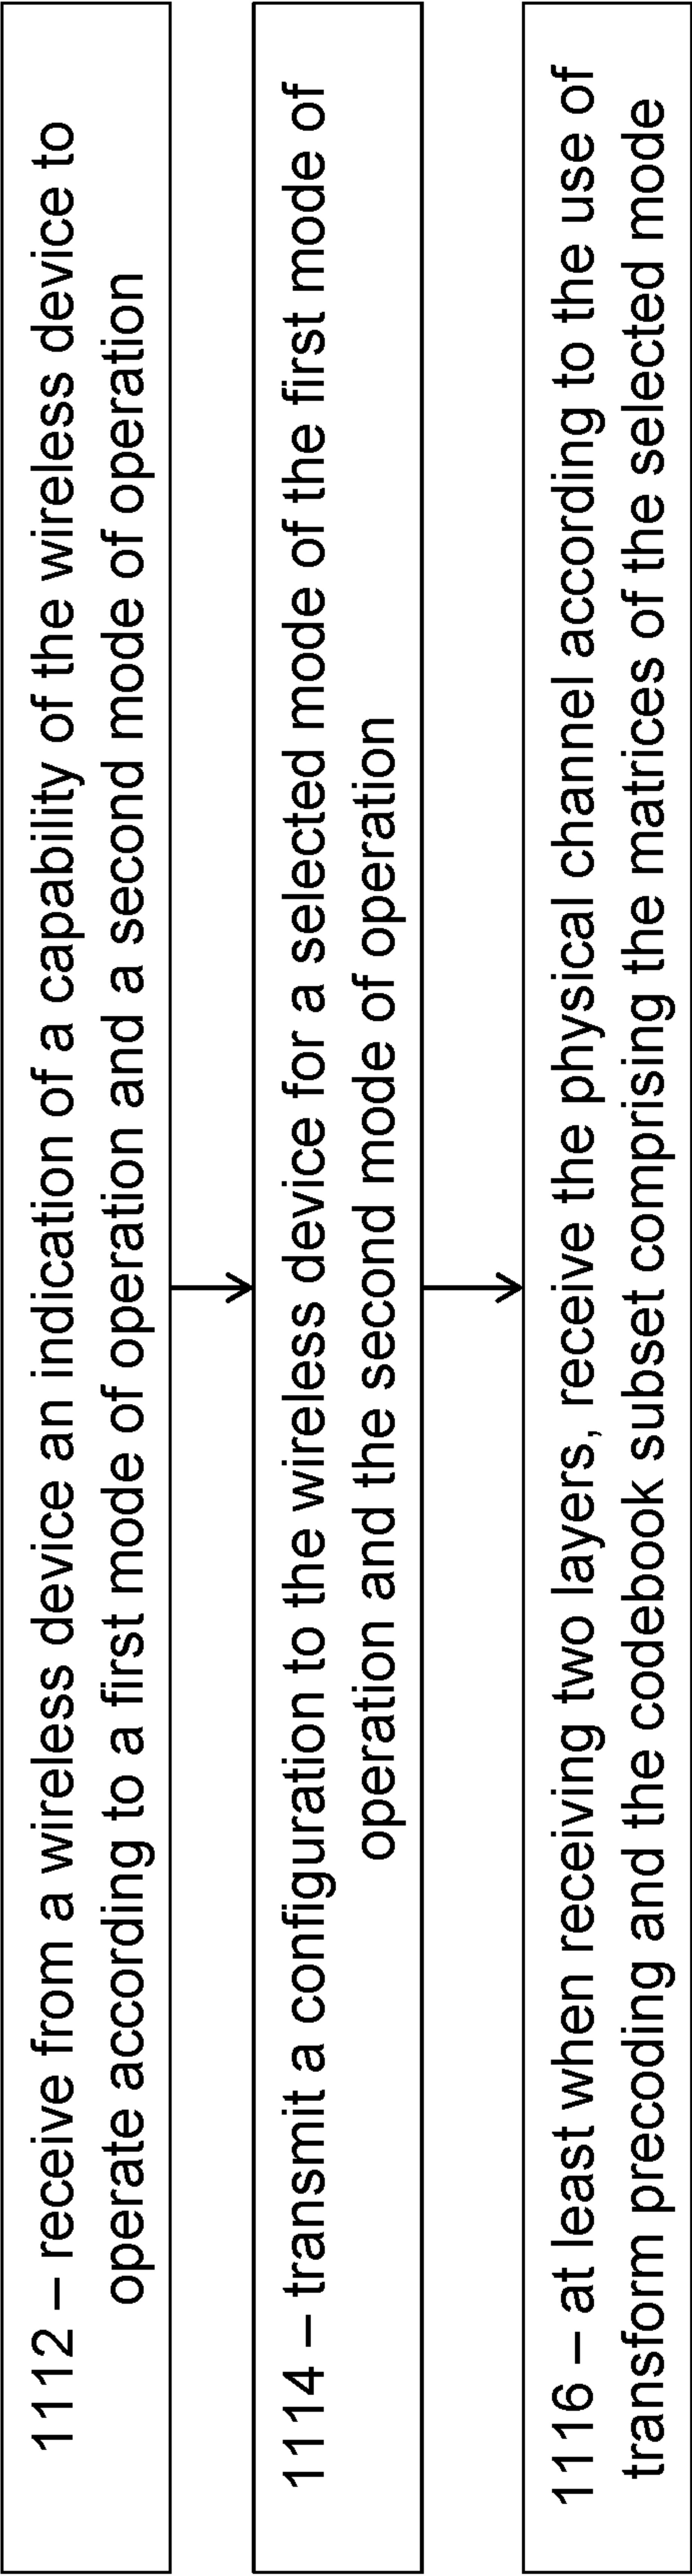 1112 – receive from a wireless device an indication of a capability of the wireless device to
operate according to a first mode of operation and a second mode of operation
1114 – transmit a configuration to the wireless device for a selected mode of the first mode of
operation and the second mode of operation
1116 – at least when receiving two layers, receive the physical channel according to the use of
transform precoding and the codebook subset comprising the matrices of the selected mode